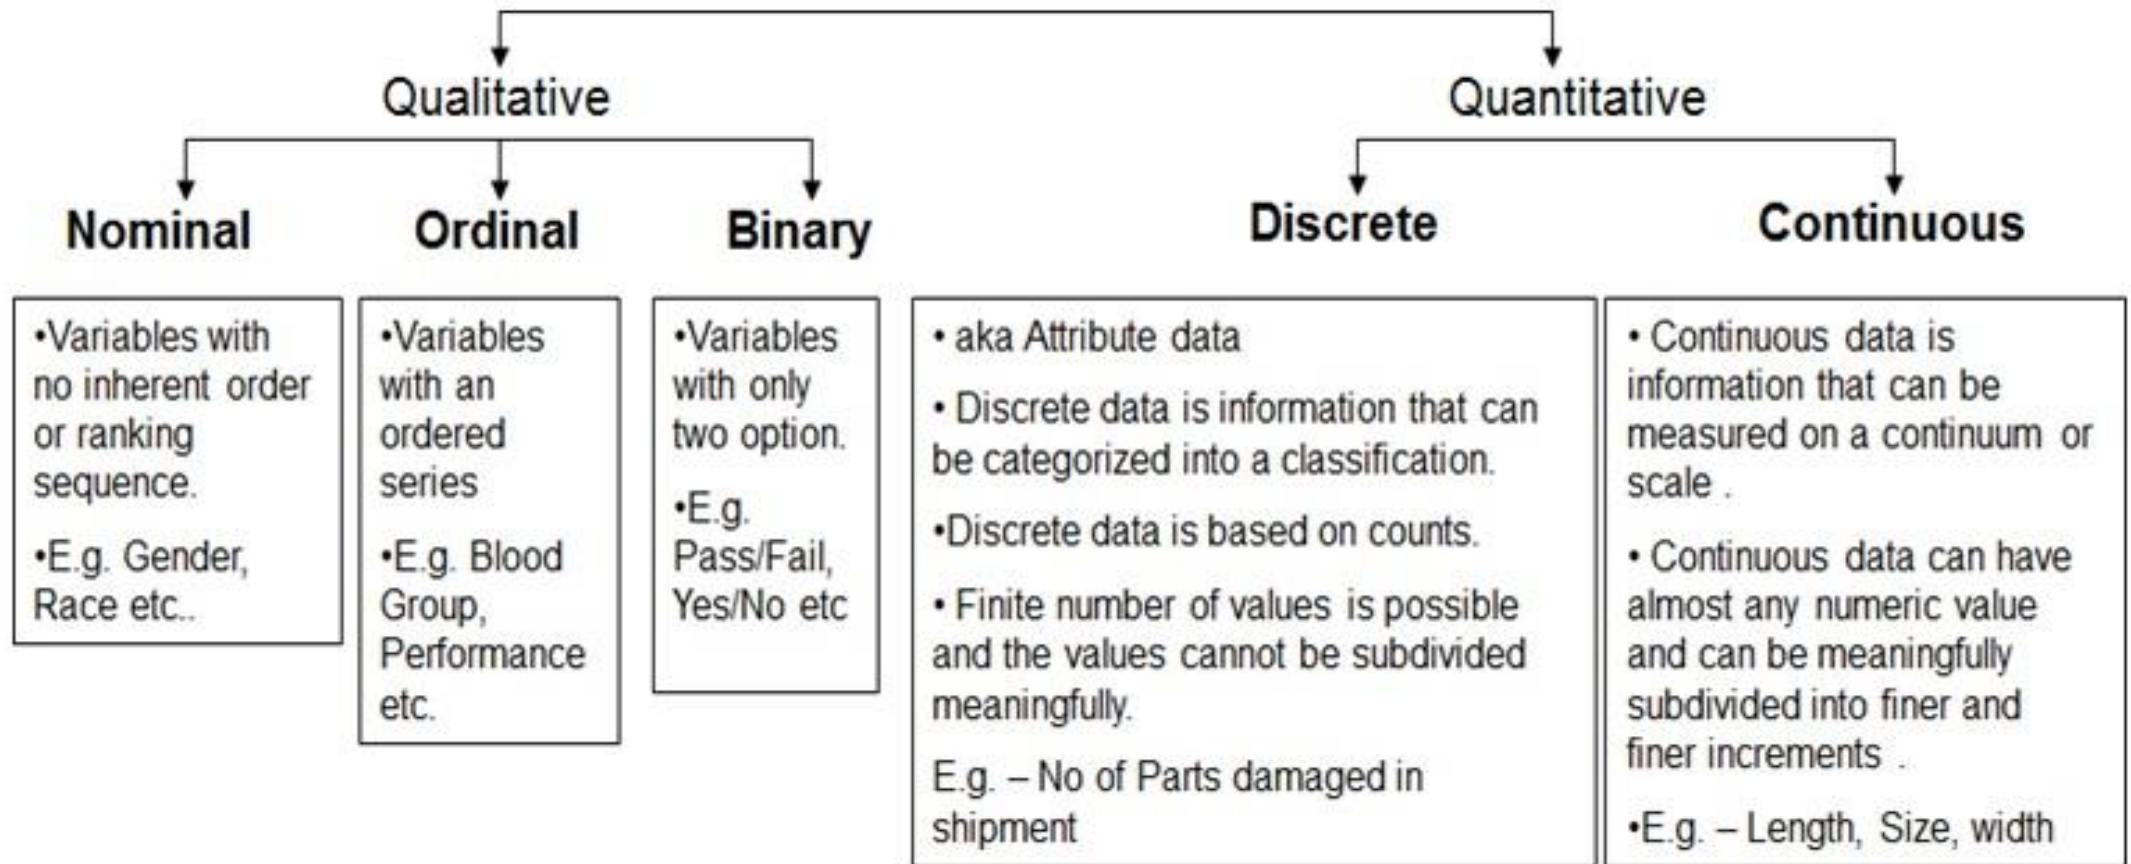 Qualitative
Quantitative
Nominal
Ordinal
Binary
Discrete
Continuous
•Variables with
no inherent order
or ranking
sequence.
•E.g. Gender,
Race etc..
•Variables
with an
ordered
series
•E.g. Blood
Group,
Performance
etc.
•Variables
with only
two option.
•E.g.
Pass/Fail,
Yes/No etc
• aka Attribute data
• Discrete data is information that can
be categorized into a classification.
•Discrete data is based on counts.
• Finite number of values is possible
and the values cannot be subdivided
meaningfully.
E.g. – No of Parts damaged in
shipment
• Continuous data is
information that can be
measured on a continuum or
scale .
• Continuous data can have
almost any numeric value
and can be meaningfully
subdivided into finer and
finer increments .
•E.g. – Length, Size, width